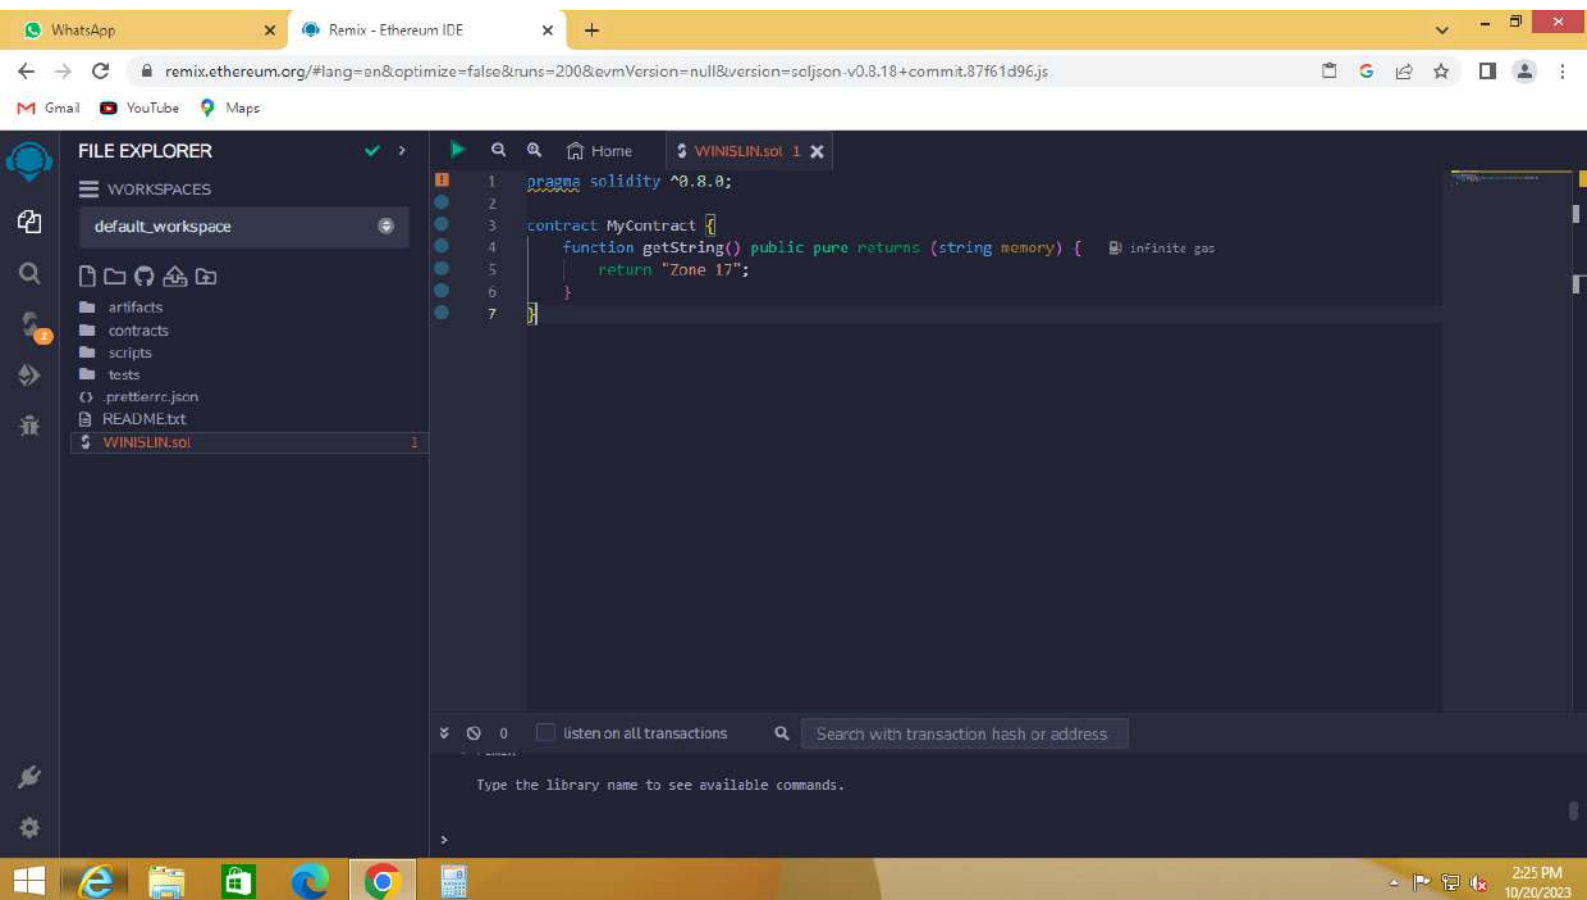 WhatsApp
Remix - Ethereum IDE
remix.ethereum.org/#lang=en&optimize=false&runs=200&evmVersion=null&version=soljson-v0.8.18+commit.87f61d96.js
Gmail YouTube Maps
FILE EXPLORER
WORKSPACES
default_workspace
artifacts
contracts
scripts
tests
.prettierrc.json
README.txt
WINISLIN.sol 1
1
Home WINISLIN.sol 1
1 pragma solidity ^0.8.0;
2
3 contract MyContract {
4 function getString() public pure returns (string memory) { infinite gas
5 return "Zone 17";
6 }
7 }
0 listen on all transactions Search with transaction hash or address
Type the library name to see available commands.
>
2:25 PM
10/20/2023